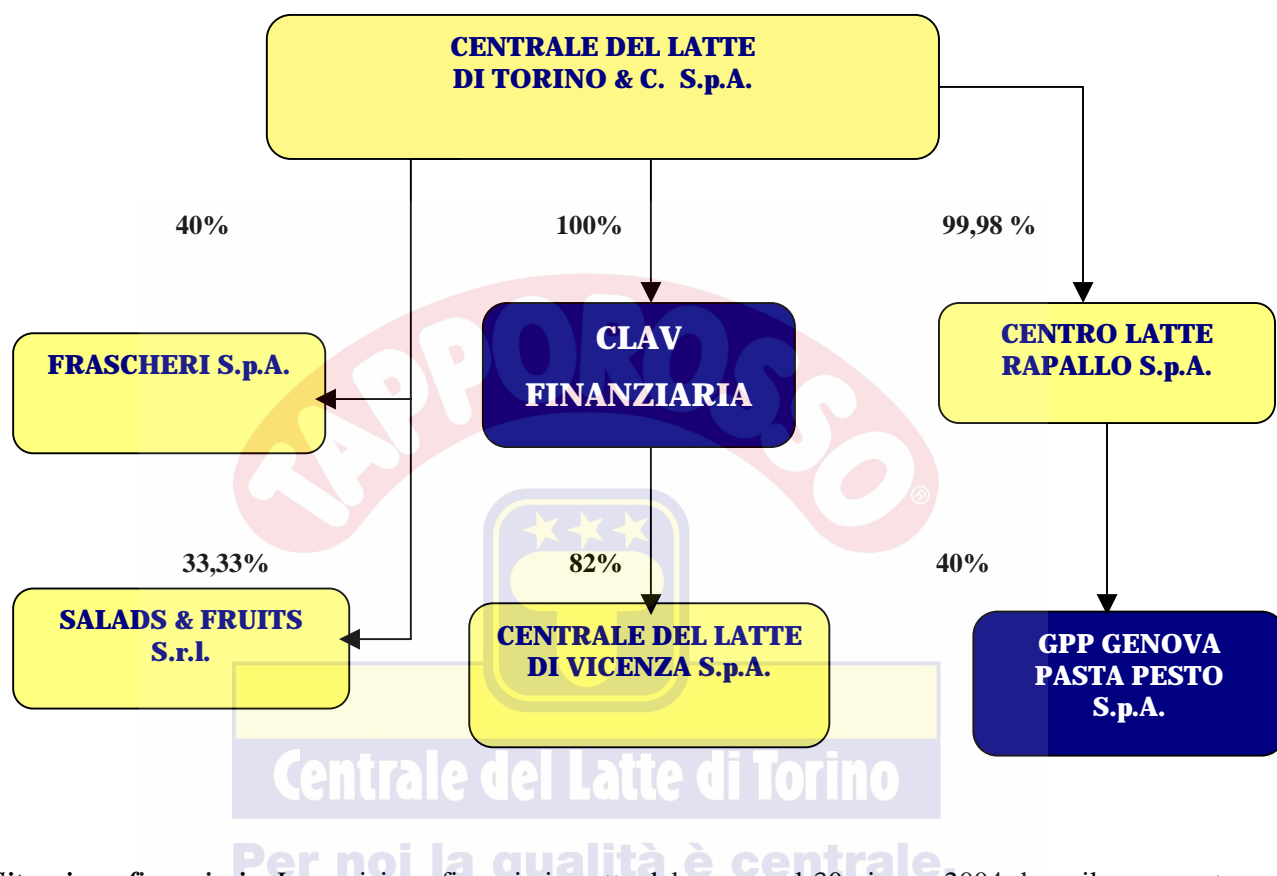 CENTRALE DEL LATTE
DI TORINO & C. S.p.A.
40%
100%
99,98 %
FRASCHERI S.p.A.
CLAV
FINANZIARIA
CENTRO LATTE
RAPALLO S.p.A.
TAPPOROSSO®
33,33%
82%
40%
SALADS & FRUITS
S.r.l.
CENTRALE DEL LATTE
DI VICENZA S.p.A.
GPP GENOVA
PASTA PESTO
S.p.A.
Centrale del Latte di Torino
Per noi la qualità è centrale.